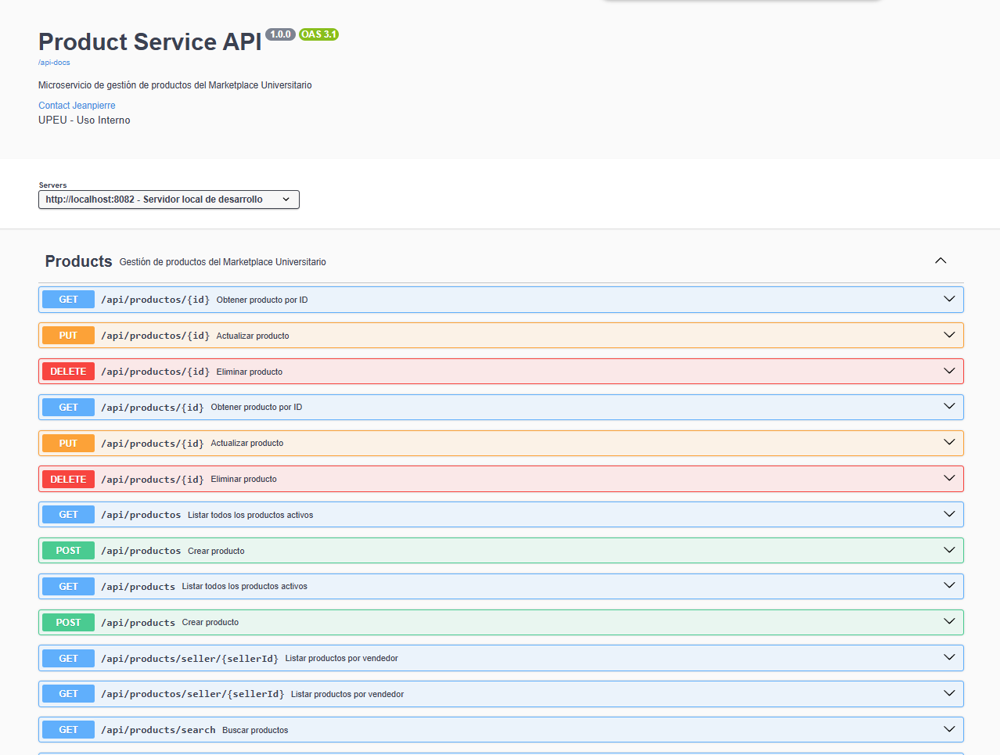 Product Service API 1.0.0 OAS 3.1
/api-docs
Microservicio de gestión de productos del Marketplace Universitario
Contact Jeanpierre
UPEU - Uso Interno
Servers
http://localhost:8082 - Servidor local de desarrollo
Products Gestión de productos del Marketplace Universitario
GET /api/productos/{id} Obtener producto por ID
PUT /api/productos/{id} Actualizar producto
DELETE /api/productos/{id} Eliminar producto
GET /api/products/{id} Obtener producto por ID
PUT /api/products/{id} Actualizar producto
DELETE /api/products/{id} Eliminar producto
GET /api/productos Listar todos los productos activos
POST /api/productos Crear producto
GET /api/products Listar todos los productos activos
POST /api/products Crear producto
GET /api/products/seller/{sellerId} Listar productos por vendedor
GET /api/productos/seller/{sellerId} Listar productos por vendedor
GET /api/products/search Buscar productos